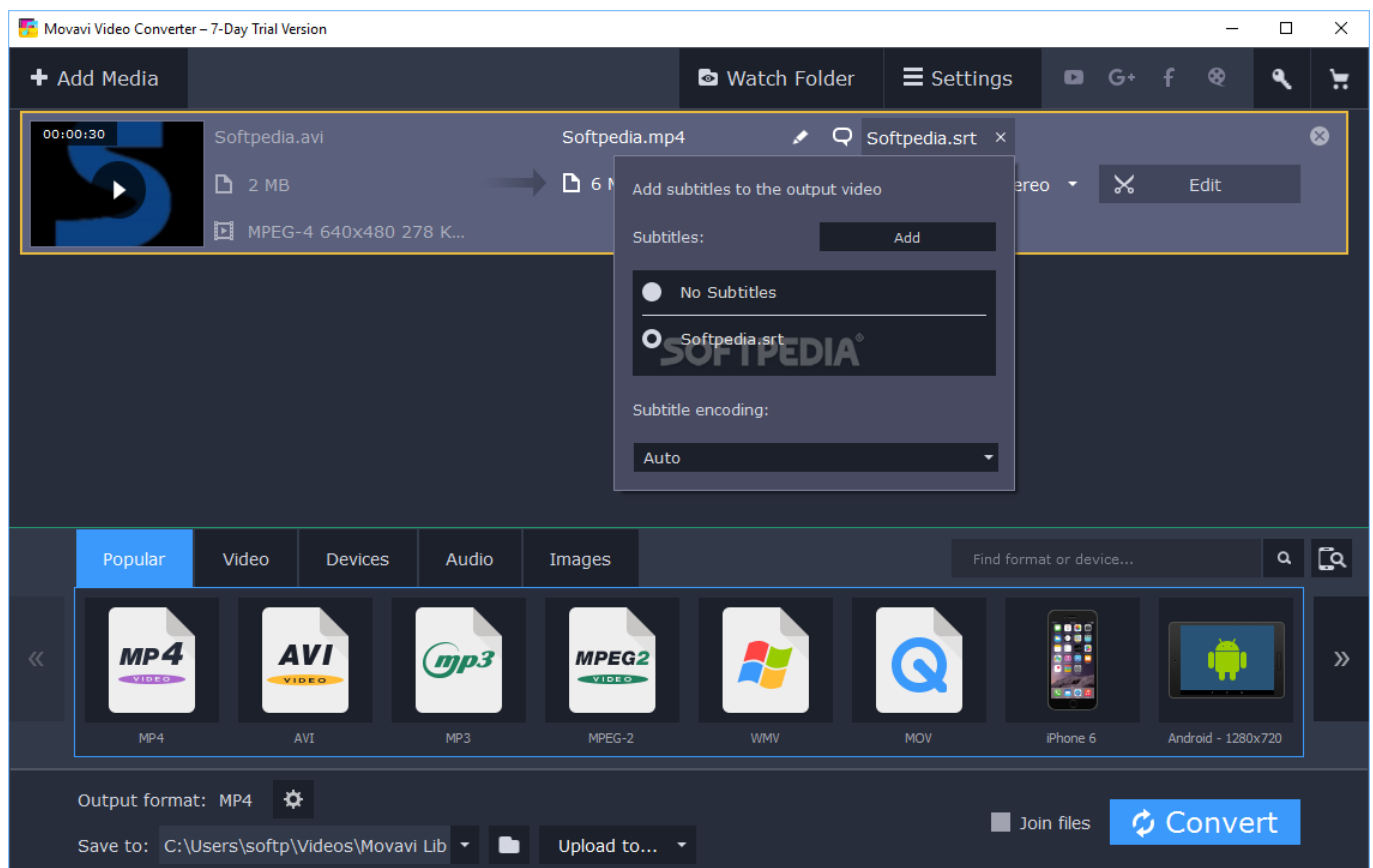 Movavi Video Converter – 7-Day Trial Version
Add Media
Watch Folder
Settings
G+
00:00:30
Softpedia.avi
Softpedia.mp4
Softpedia.srt
2 MB
6
Edit
MPEG-4 640x480 278 K...
Add subtitles to the output video
Subtitles:
Add
No Subtitles
Softpedia.srt
SOFTPEDIA®
Subtitle encoding:
Auto
Popular
Video
Devices
Audio
Images
Find format or device...
MP4 VIDEO
AVI VIDEO
mp3
MPEG2 VIDEO
MP4
AVI
MP3
MPEG-2
WMV
MOV
iPhone 6
Android - 1280x720
Output format: MP4
Join files
Convert
Save to: C:\Users\softp\Videos\Movavi Lib
Upload to...